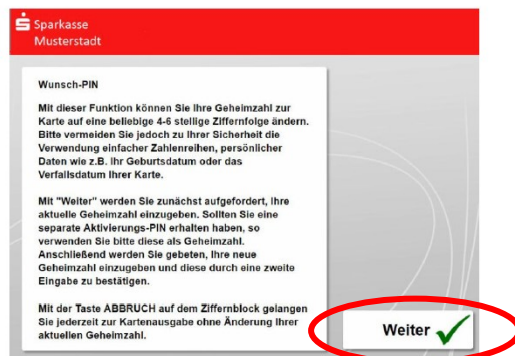 Sparkasse
Musterstadt
Wunsch-PIN
Mit dieser Funktion können Sie Ihre Geheimzahl zur
Karte auf eine beliebige 4-6 stellige Ziffernfolge ändern.
Bitte vermeiden Sie jedoch zu Ihrer Sicherheit die
Verwendung einfacher Zahlenreihen, persönlicher
Daten wie z.B. Ihr Geburtsdatum oder das
Verfallsdatum Ihrer Karte.
Mit "Weiter" werden Sie zunächst aufgefordert, Ihre
aktuelle Geheimzahl einzugeben. Sollten Sie eine
separate Aktivierungs-PIN erhalten haben, so
verwenden Sie bitte diese als Geheimzahl.
Anschließend werden Sie gebeten, Ihre neue
Geheimzahl einzugeben und diese durch eine zweite
Eingabe zu bestätigen.
Mit der Taste ABBRUCH auf dem Ziffernblock gelangen
Sie jederzeit zur Kartenausgabe ohne Änderung Ihrer
aktuellen Geheimzahl.
Weiter